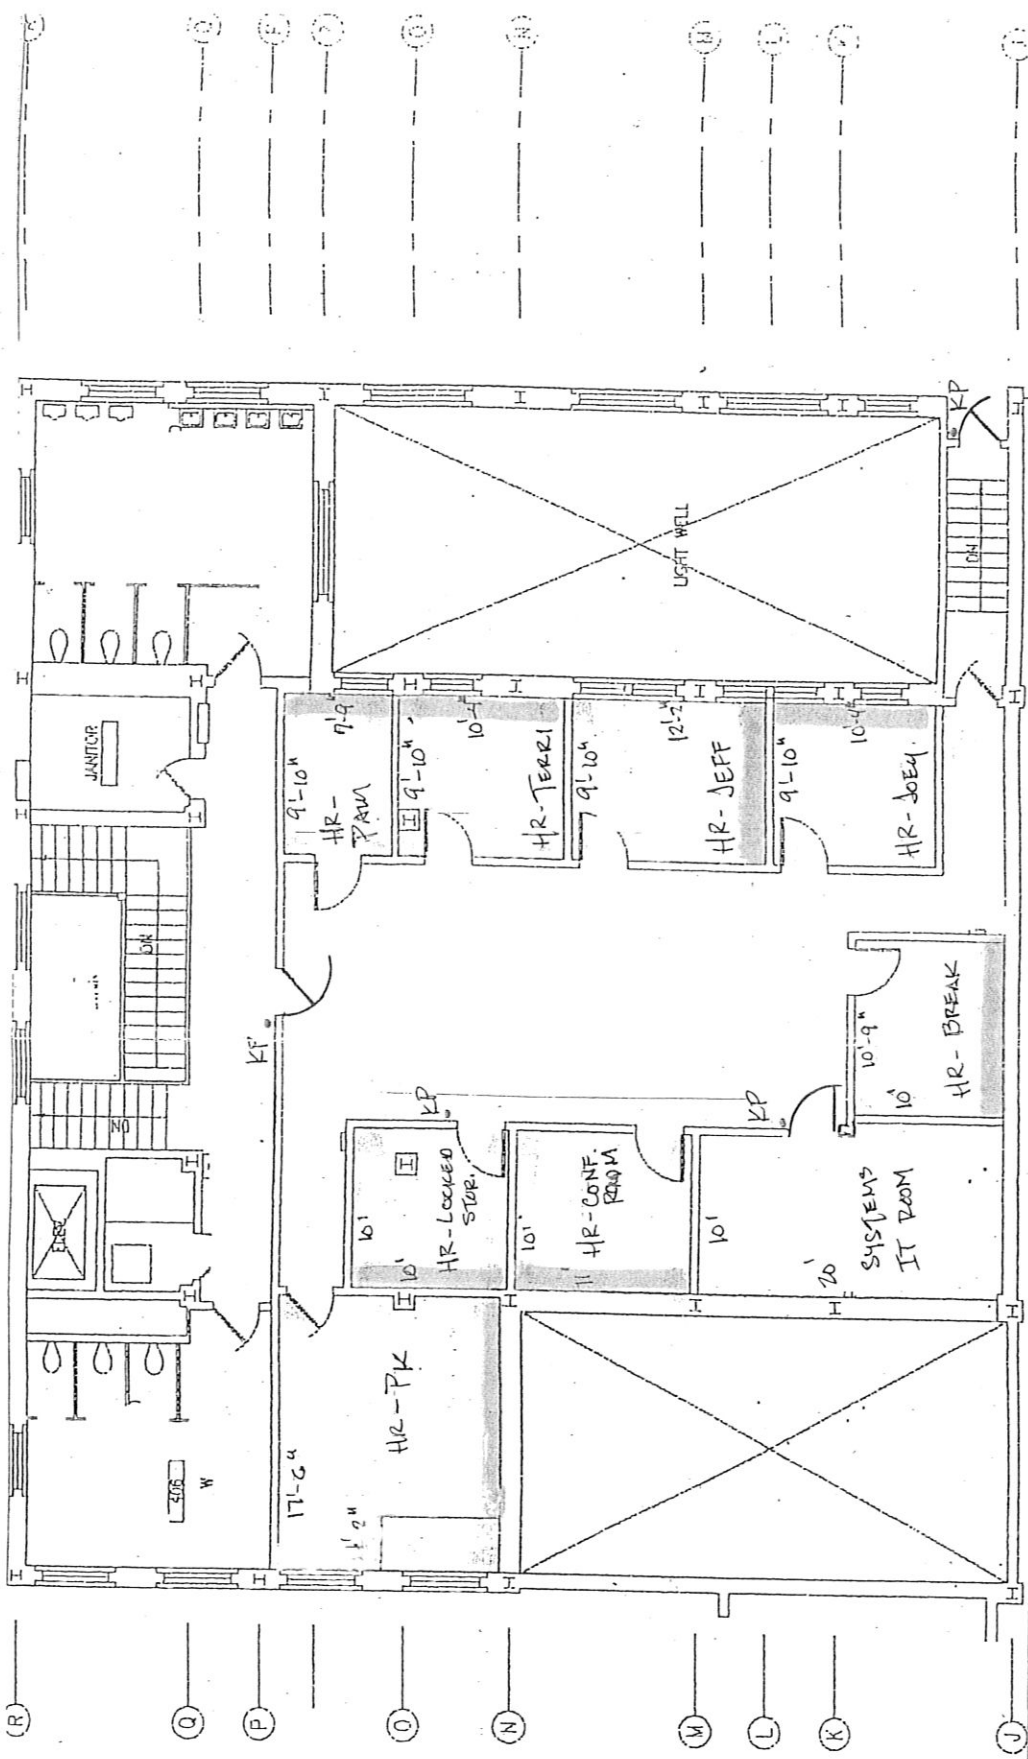 R
Q
P
O
N
M
L
K
J
Q
O
N
L
JANITOR
DN
DN
ELEV
406
W
KP
9'-10"
7'-9"
HR-
PAM
9'-10"
10'-4"
HR-TERRI
9'-10"
12'-2"
HR-JEFF
9'-10"
10'-4"
HR-JOEY.
LIGHT WELL
DN
KP
KP
10'
10'
HR-LOCKED
STOR.
10'
11'
HR-CONF.
ROOM
KP
10'
20'
SYSTEMS
IT ROOM
10'-9"
10'
HR-BREAK
17'-6"
HR-PK